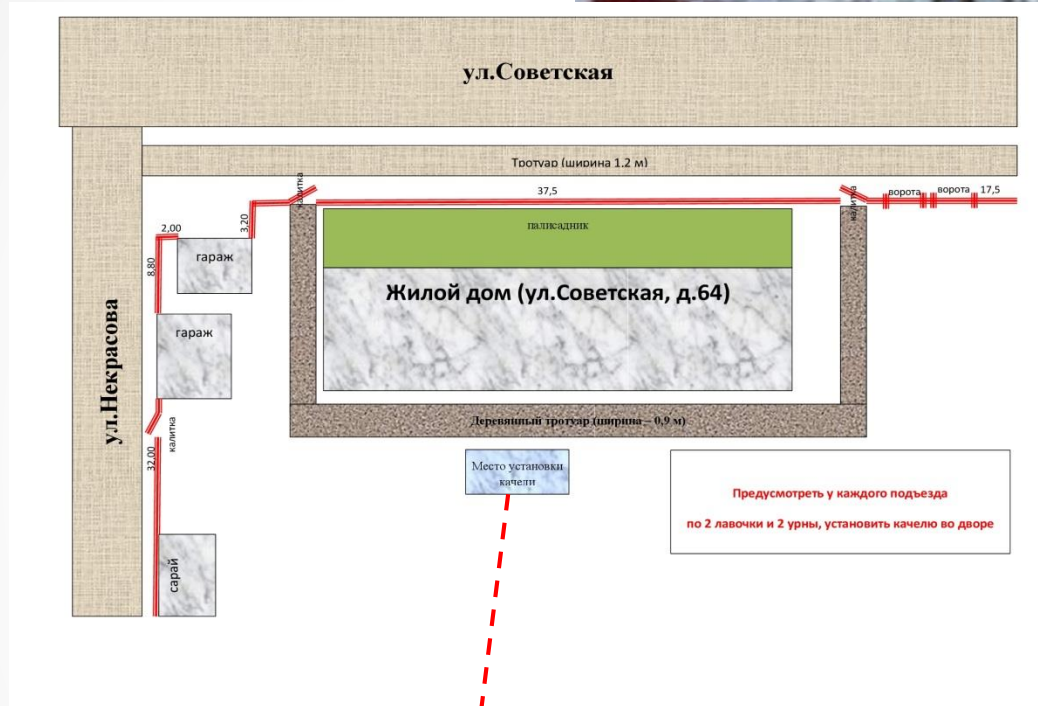 ул.Советская
Тротуар (ширина 1,2 м)
калитка
37,5
калитка
ворота
ворота
17,5
3,20
2,00
палисадник
гараж
8,80
Жилой дом (ул.Советская, д.64)
гараж
ул.Некрасова
калитка
Деревянный тротуар (ширина – 0,9 м)
32,00
Место установки
качели
Предусмотреть у каждого подъезда
по 2 лавочки и 2 урны, установить качелю во дворе
сарай